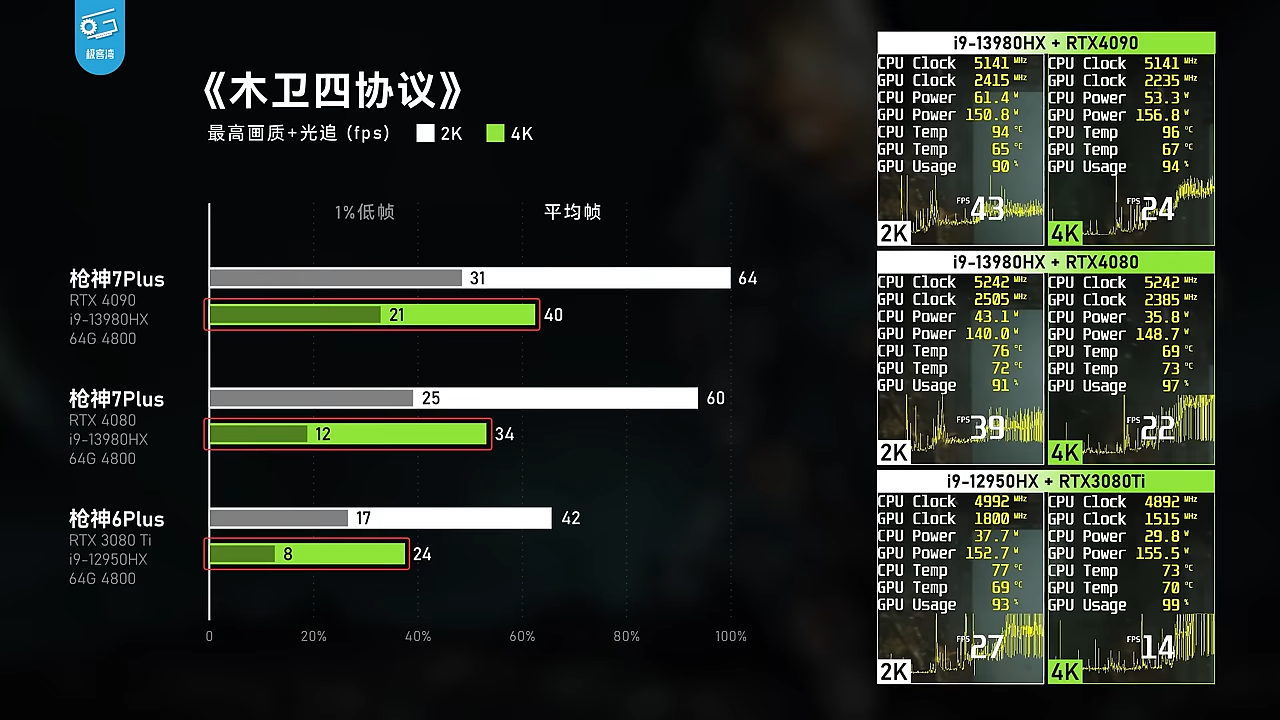 极客湾
《木卫四协议》
最高画质+光追 (fps) 2K 4K
1%低帧 平均帧
枪神7Plus
RTX 4090
i9-13980HX
64G 4800
31 64
21 40
枪神7Plus
RTX 4080
i9-13980HX
64G 4800
25 60
12 34
枪神6Plus
RTX 3080 Ti
i9-12950HX
64G 4800
17 42
8 24
0 20% 40% 60% 80% 100%
i9-13980HX + RTX4090
CPU Clock 5141 MHz
GPU Clock 2415 MHz
CPU Power 61.4 W
GPU Power 150.8 W
CPU Temp 94 °C
GPU Temp 65 °C
GPU Usage 90 %
FPS 43
2K
CPU Clock 5141 MHz
GPU Clock 2235 MHz
CPU Power 53.3 W
GPU Power 156.8 W
CPU Temp 96 °C
GPU Temp 67 °C
GPU Usage 94 %
FPS 24
4K
i9-13980HX + RTX4080
CPU Clock 5242 MHz
GPU Clock 2505 MHz
CPU Power 43.1 W
GPU Power 140.0 W
CPU Temp 76 °C
GPU Temp 72 °C
GPU Usage 91 %
FPS 39
2K
CPU Clock 5242 MHz
GPU Clock 2385 MHz
CPU Power 35.8 W
GPU Power 148.7 W
CPU Temp 69 °C
GPU Temp 73 °C
GPU Usage 97 %
FPS 22
4K
i9-12950HX + RTX3080Ti
CPU Clock 4992 MHz
GPU Clock 1800 MHz
CPU Power 37.7 W
GPU Power 152.7 W
CPU Temp 77 °C
GPU Temp 69 °C
GPU Usage 93 %
FPS 27
2K
CPU Clock 4892 MHz
GPU Clock 1515 MHz
CPU Power 29.8 W
GPU Power 155.5 W
CPU Temp 73 °C
GPU Temp 70 °C
GPU Usage 99 %
FPS 14
4K